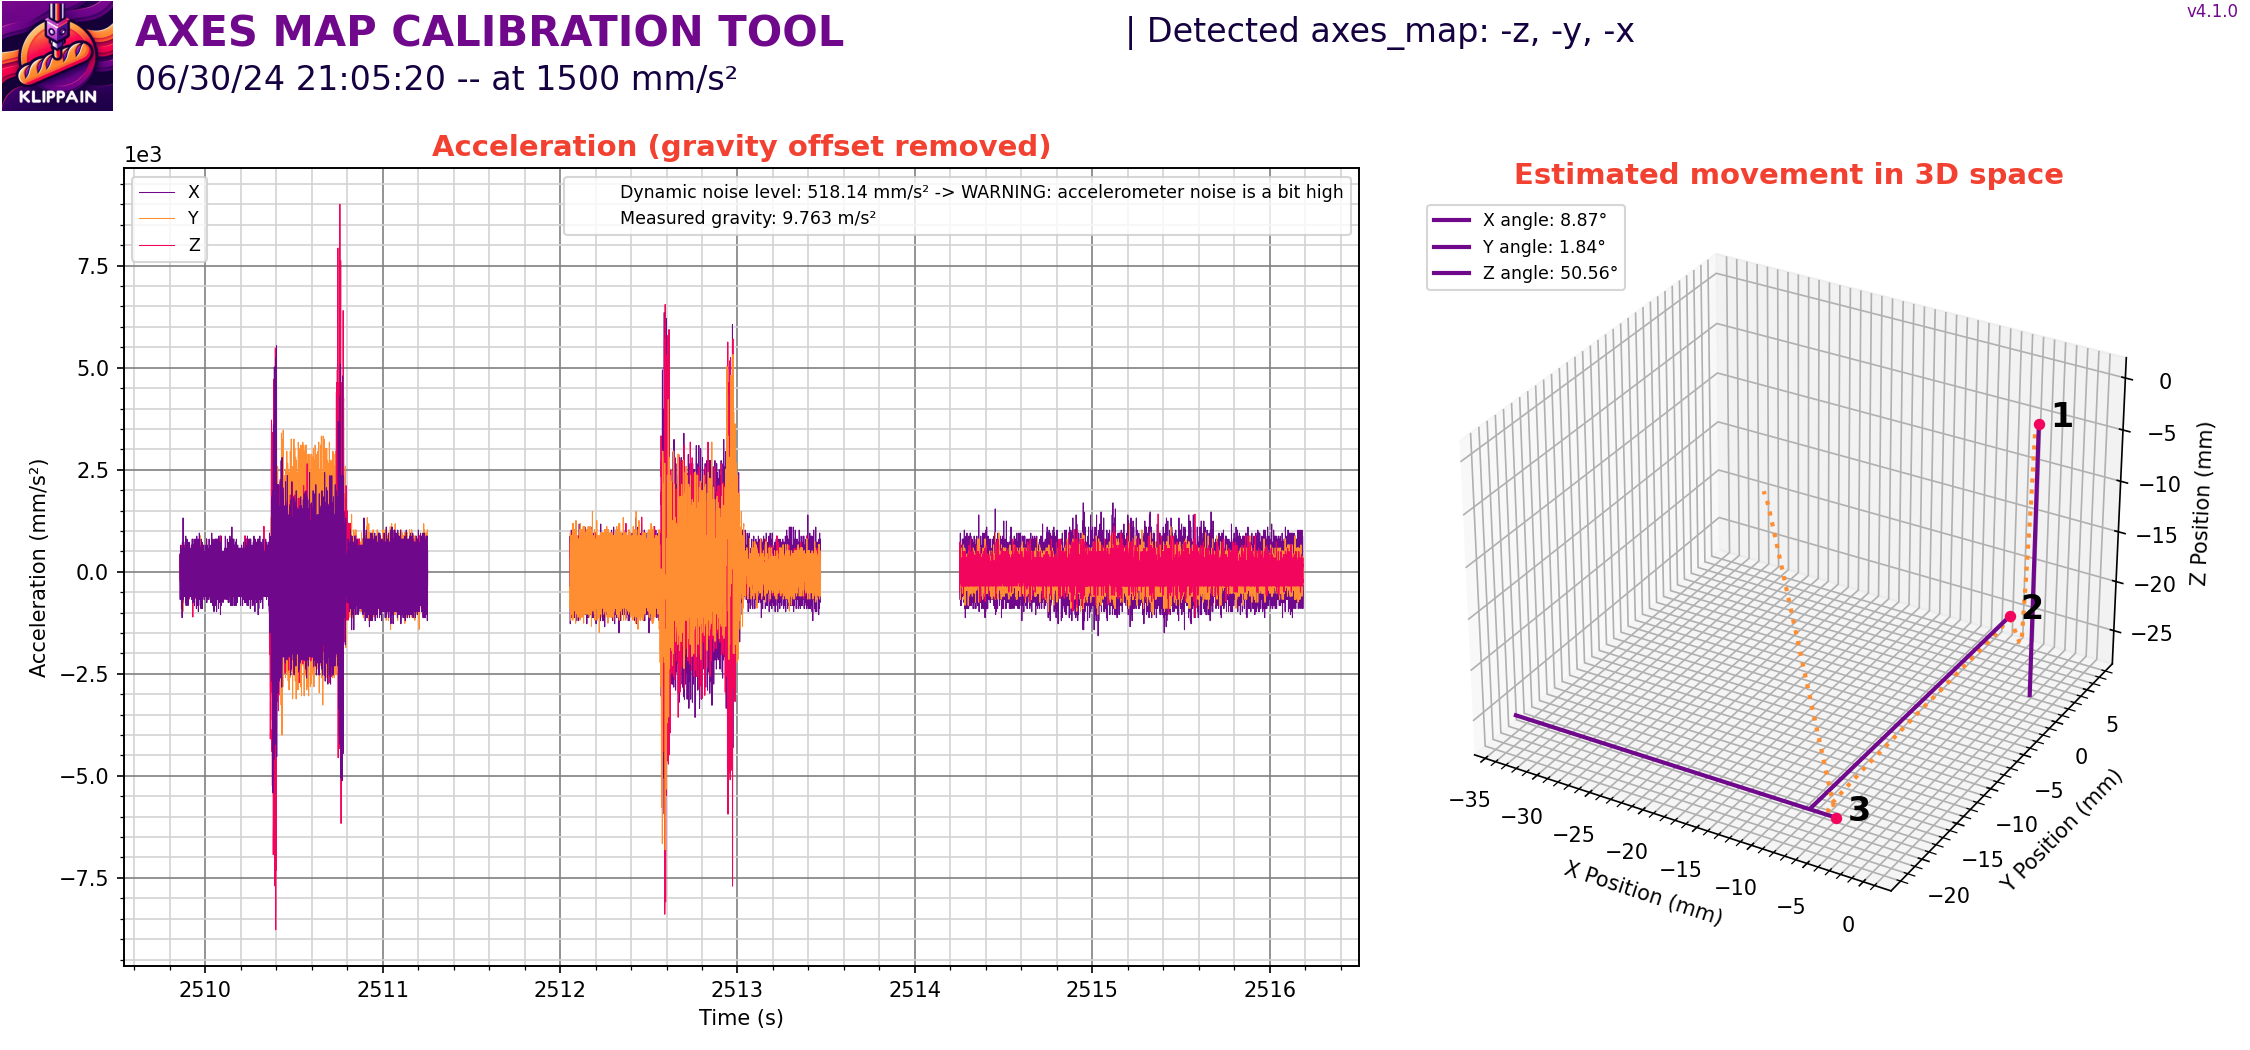 KLIPPAIN
AXES MAP CALIBRATION TOOL
06/30/24 21:05:20 -- at 1500 mm/s²
| Detected axes_map: -z, -y, -x
v4.1.0
Acceleration (gravity offset removed)
1e3
X
Y
Z
Dynamic noise level: 518.14 mm/s² -> WARNING: accelerometer noise is a bit high
Measured gravity: 9.763 m/s²
7.5
5.0
2.5
0.0
−2.5
−5.0
−7.5
Acceleration (mm/s²)
2510 2511 2512 2513 2514 2515 2516
Time (s)
Estimated movement in 3D space
X angle: 8.87°
Y angle: 1.84°
Z angle: 50.56°
1
2
3
0
−5
−10
−15
−20
−25
Z Position (mm)
5
0
−5
−10
−15
−20
Y Position (mm)
−35
−30
−25
−20
−15
−10
−5
0
X Position (mm)